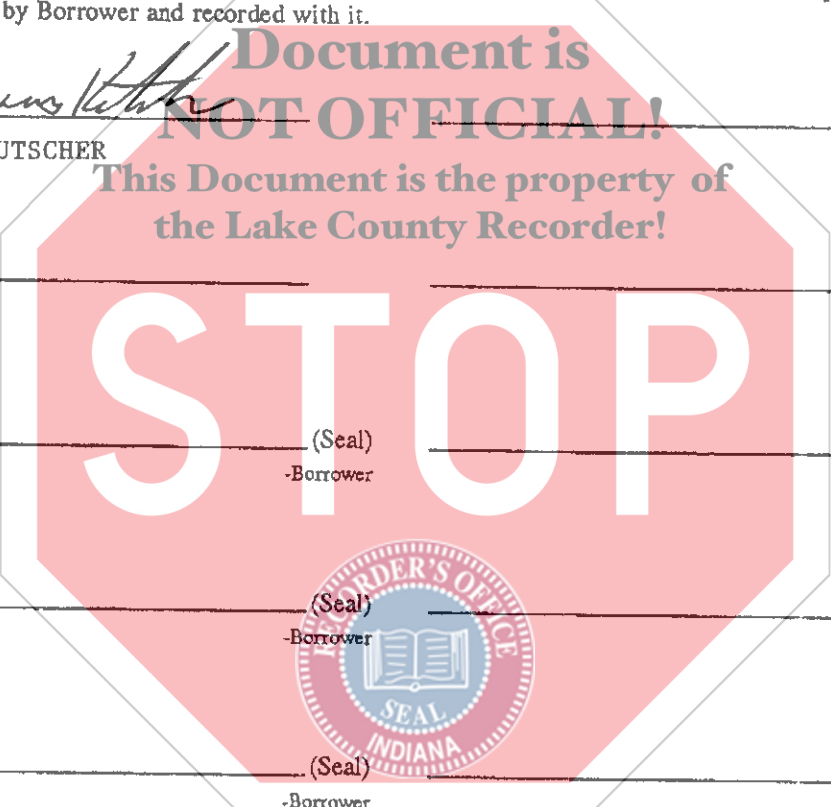 by Borrower and recorded with it.
Document is
NOT OFFICIAL!
UTSCHER
This Document is the property of
the Lake County Recorder!
STOP
(Seal)
-Borrower
RECORDER'S OFFICE
(Seal)
-Borrower
SEAL
INDIANA
(Seal)
-Borrower